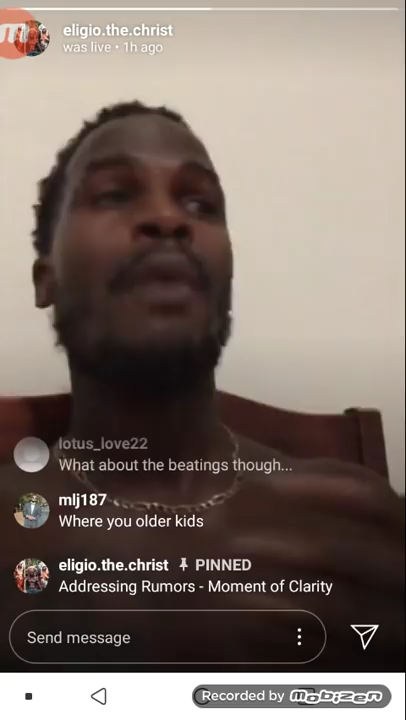 eligio.the.christ
was live • 1h ago
lotus_love22
What about the beatings though...
mlj187
Where you older kids
eligio.the.christ PINNED
Addressing Rumors - Moment of Clarity
Send message
Recorded by mobizen